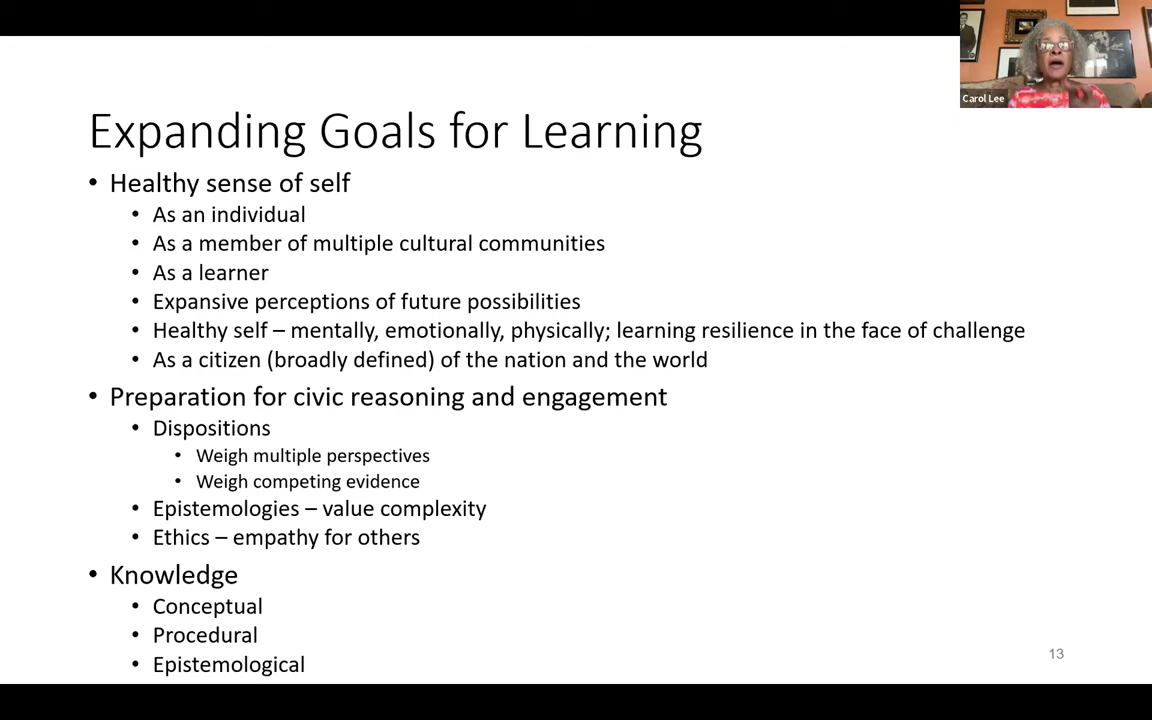 Carol Lee
Expanding Goals for Learning
• Healthy sense of self
• As an individual
• As a member of multiple cultural communities
• As a learner
• Expansive perceptions of future possibilities
• Healthy self – mentally, emotionally, physically; learning resilience in the face of challenge
• As a citizen (broadly defined) of the nation and the world
• Preparation for civic reasoning and engagement
• Dispositions
• Weigh multiple perspectives
• Weigh competing evidence
• Epistemologies – value complexity
• Ethics – empathy for others
• Knowledge
• Conceptual
• Procedural
• Epistemological
13